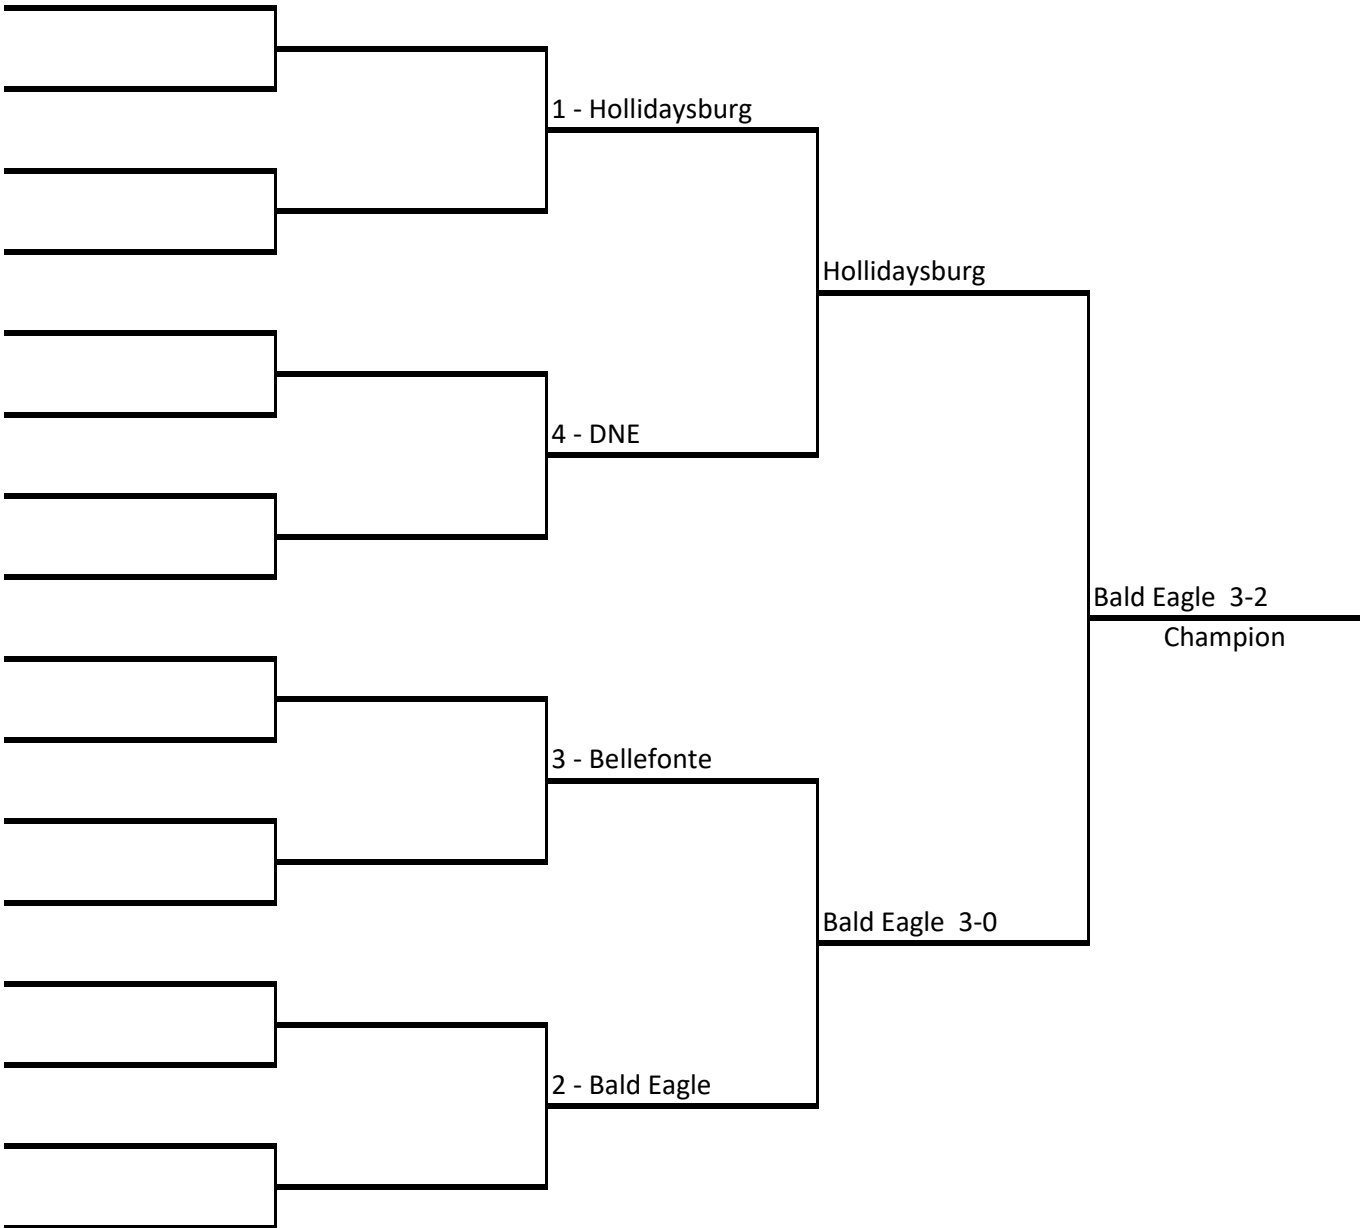 1 - Hollidaysburg
Hollidaysburg
4 - DNE
Bald Eagle  3-2
Champion
3 - Bellefonte
Bald Eagle  3-0
2 - Bald Eagle